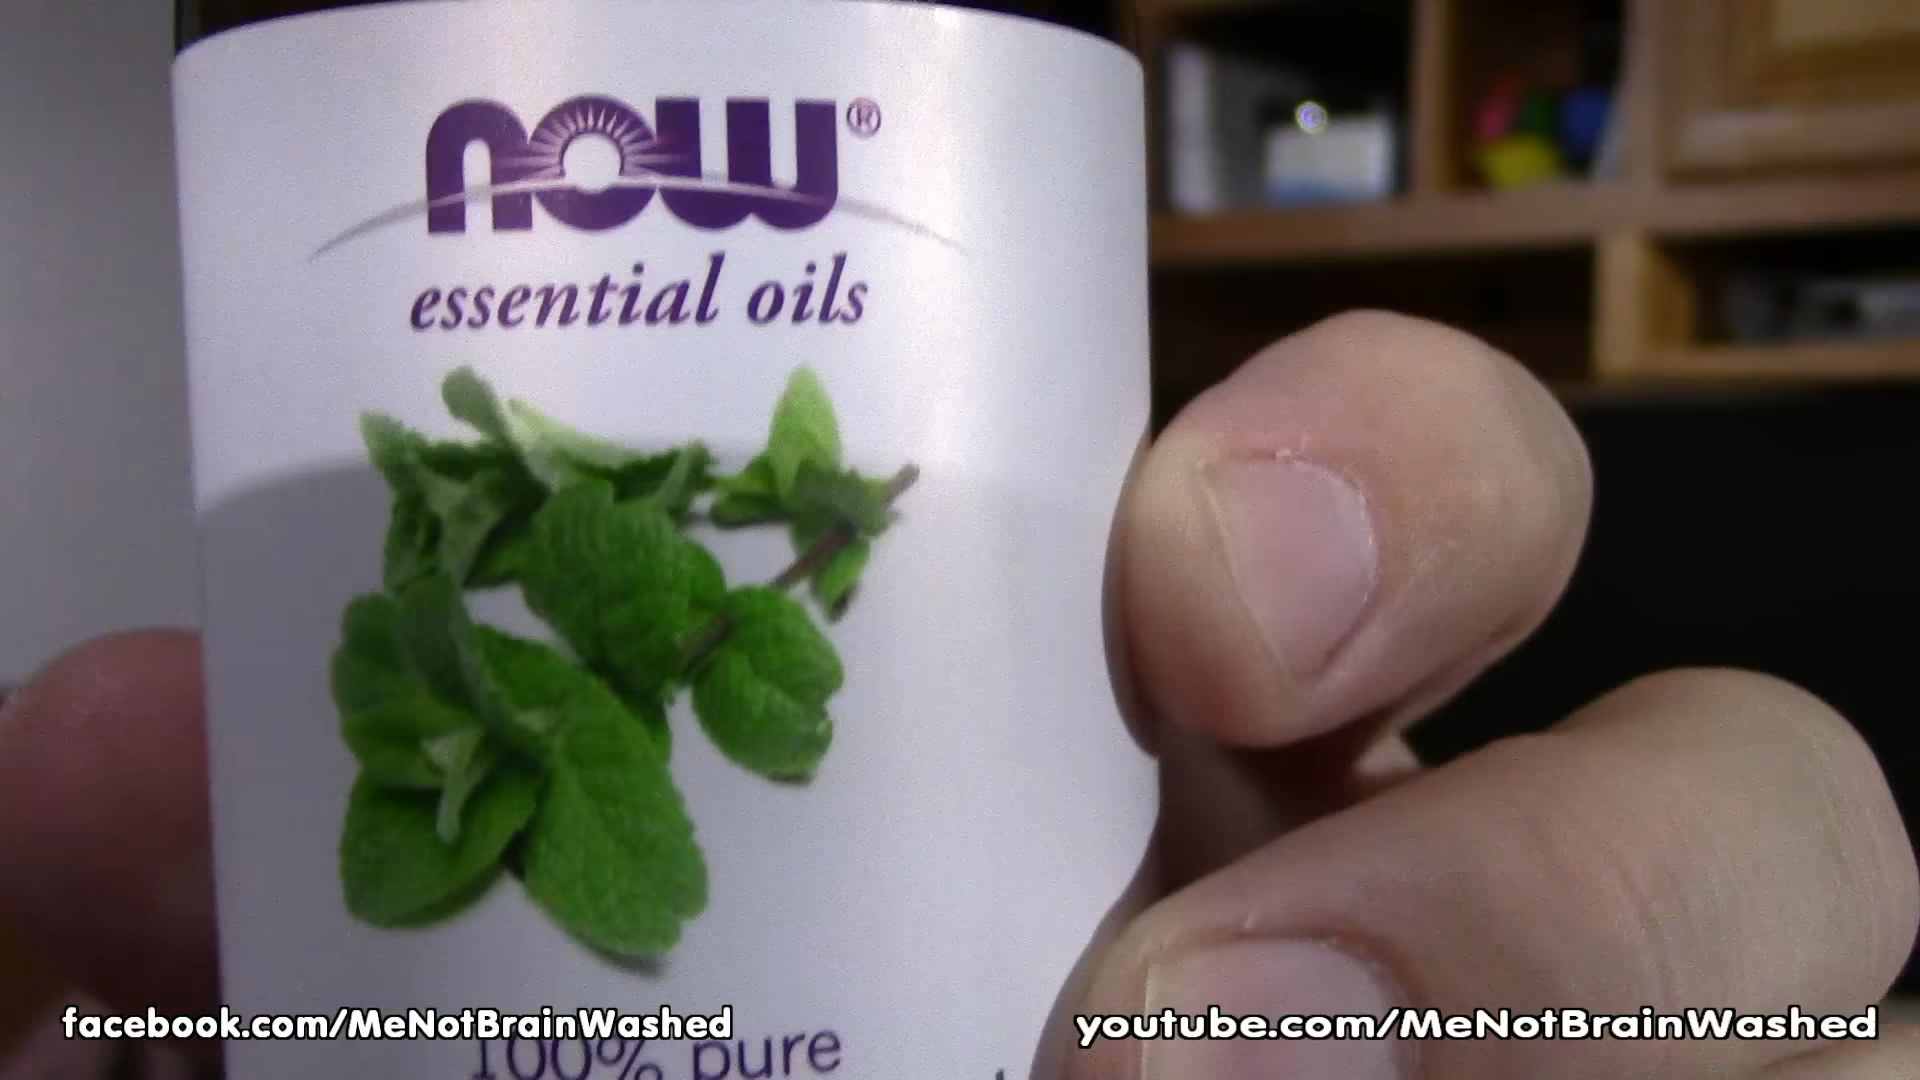 now®
essential oils
100% pure
facebook.com/MeNotBrainWashed
youtube.com/MeNotBrainWashed